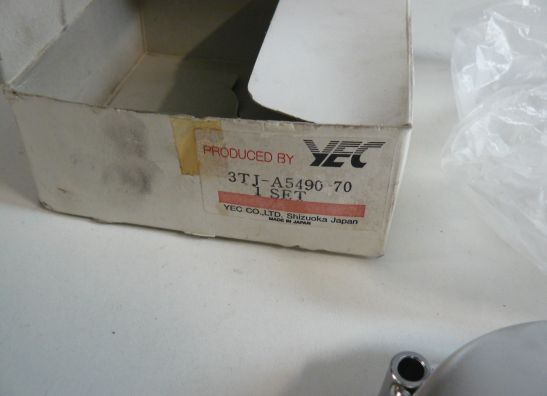 PRODUCED BY YEC
3TJ-A5490-70
1 SET
YEC CO.,LTD. Shizuoka Japan
MADE IN JAPAN